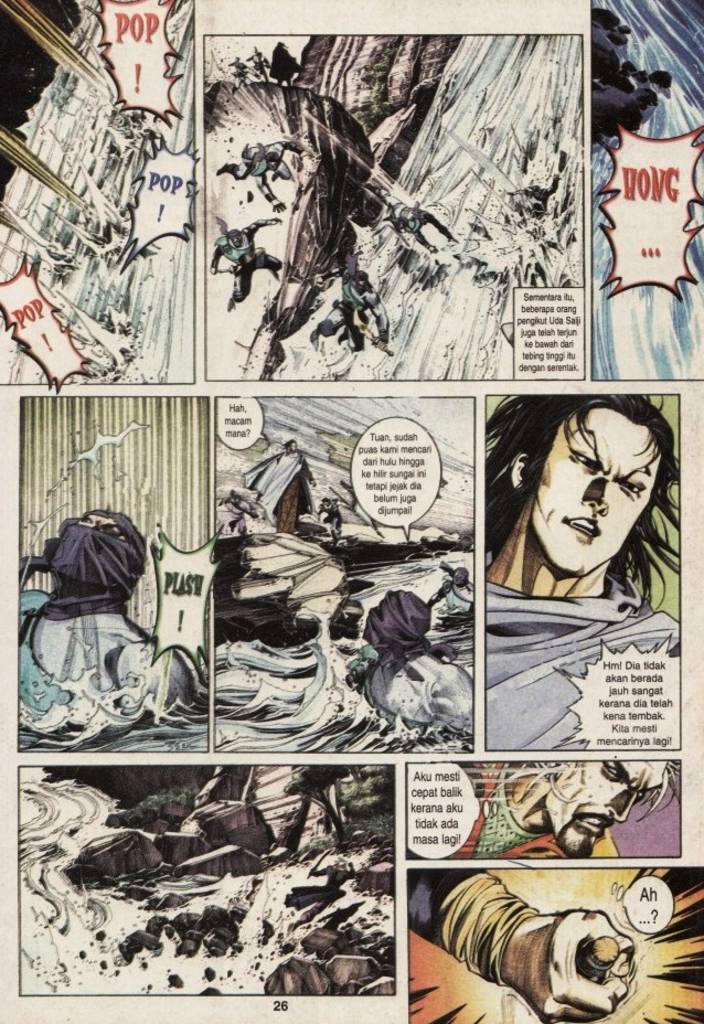 POP
!
POP
!
POP
!
Sementara itu,
beberapa orang
pengikut Uda Saiji
juga telah terjun
ke bawah dari
tebing tinggi itu
dengan serentak.
HONG
...
PLASH
!
Hah,
macam
mana?
Tuan, sudah
puas kami mencari
dari hulu hingga
ke hilir sungai ini
tetapi jejak dia
belum juga
dijumpai!
Hm! Dia tidak
akan berada
jauh sangat
kerana dia telah
kena tembak.
Kita mesti
mencarinya lagi!
Aku mesti
cepat balik
kerana aku
tidak ada
masa lagi!
Ah
...?
26